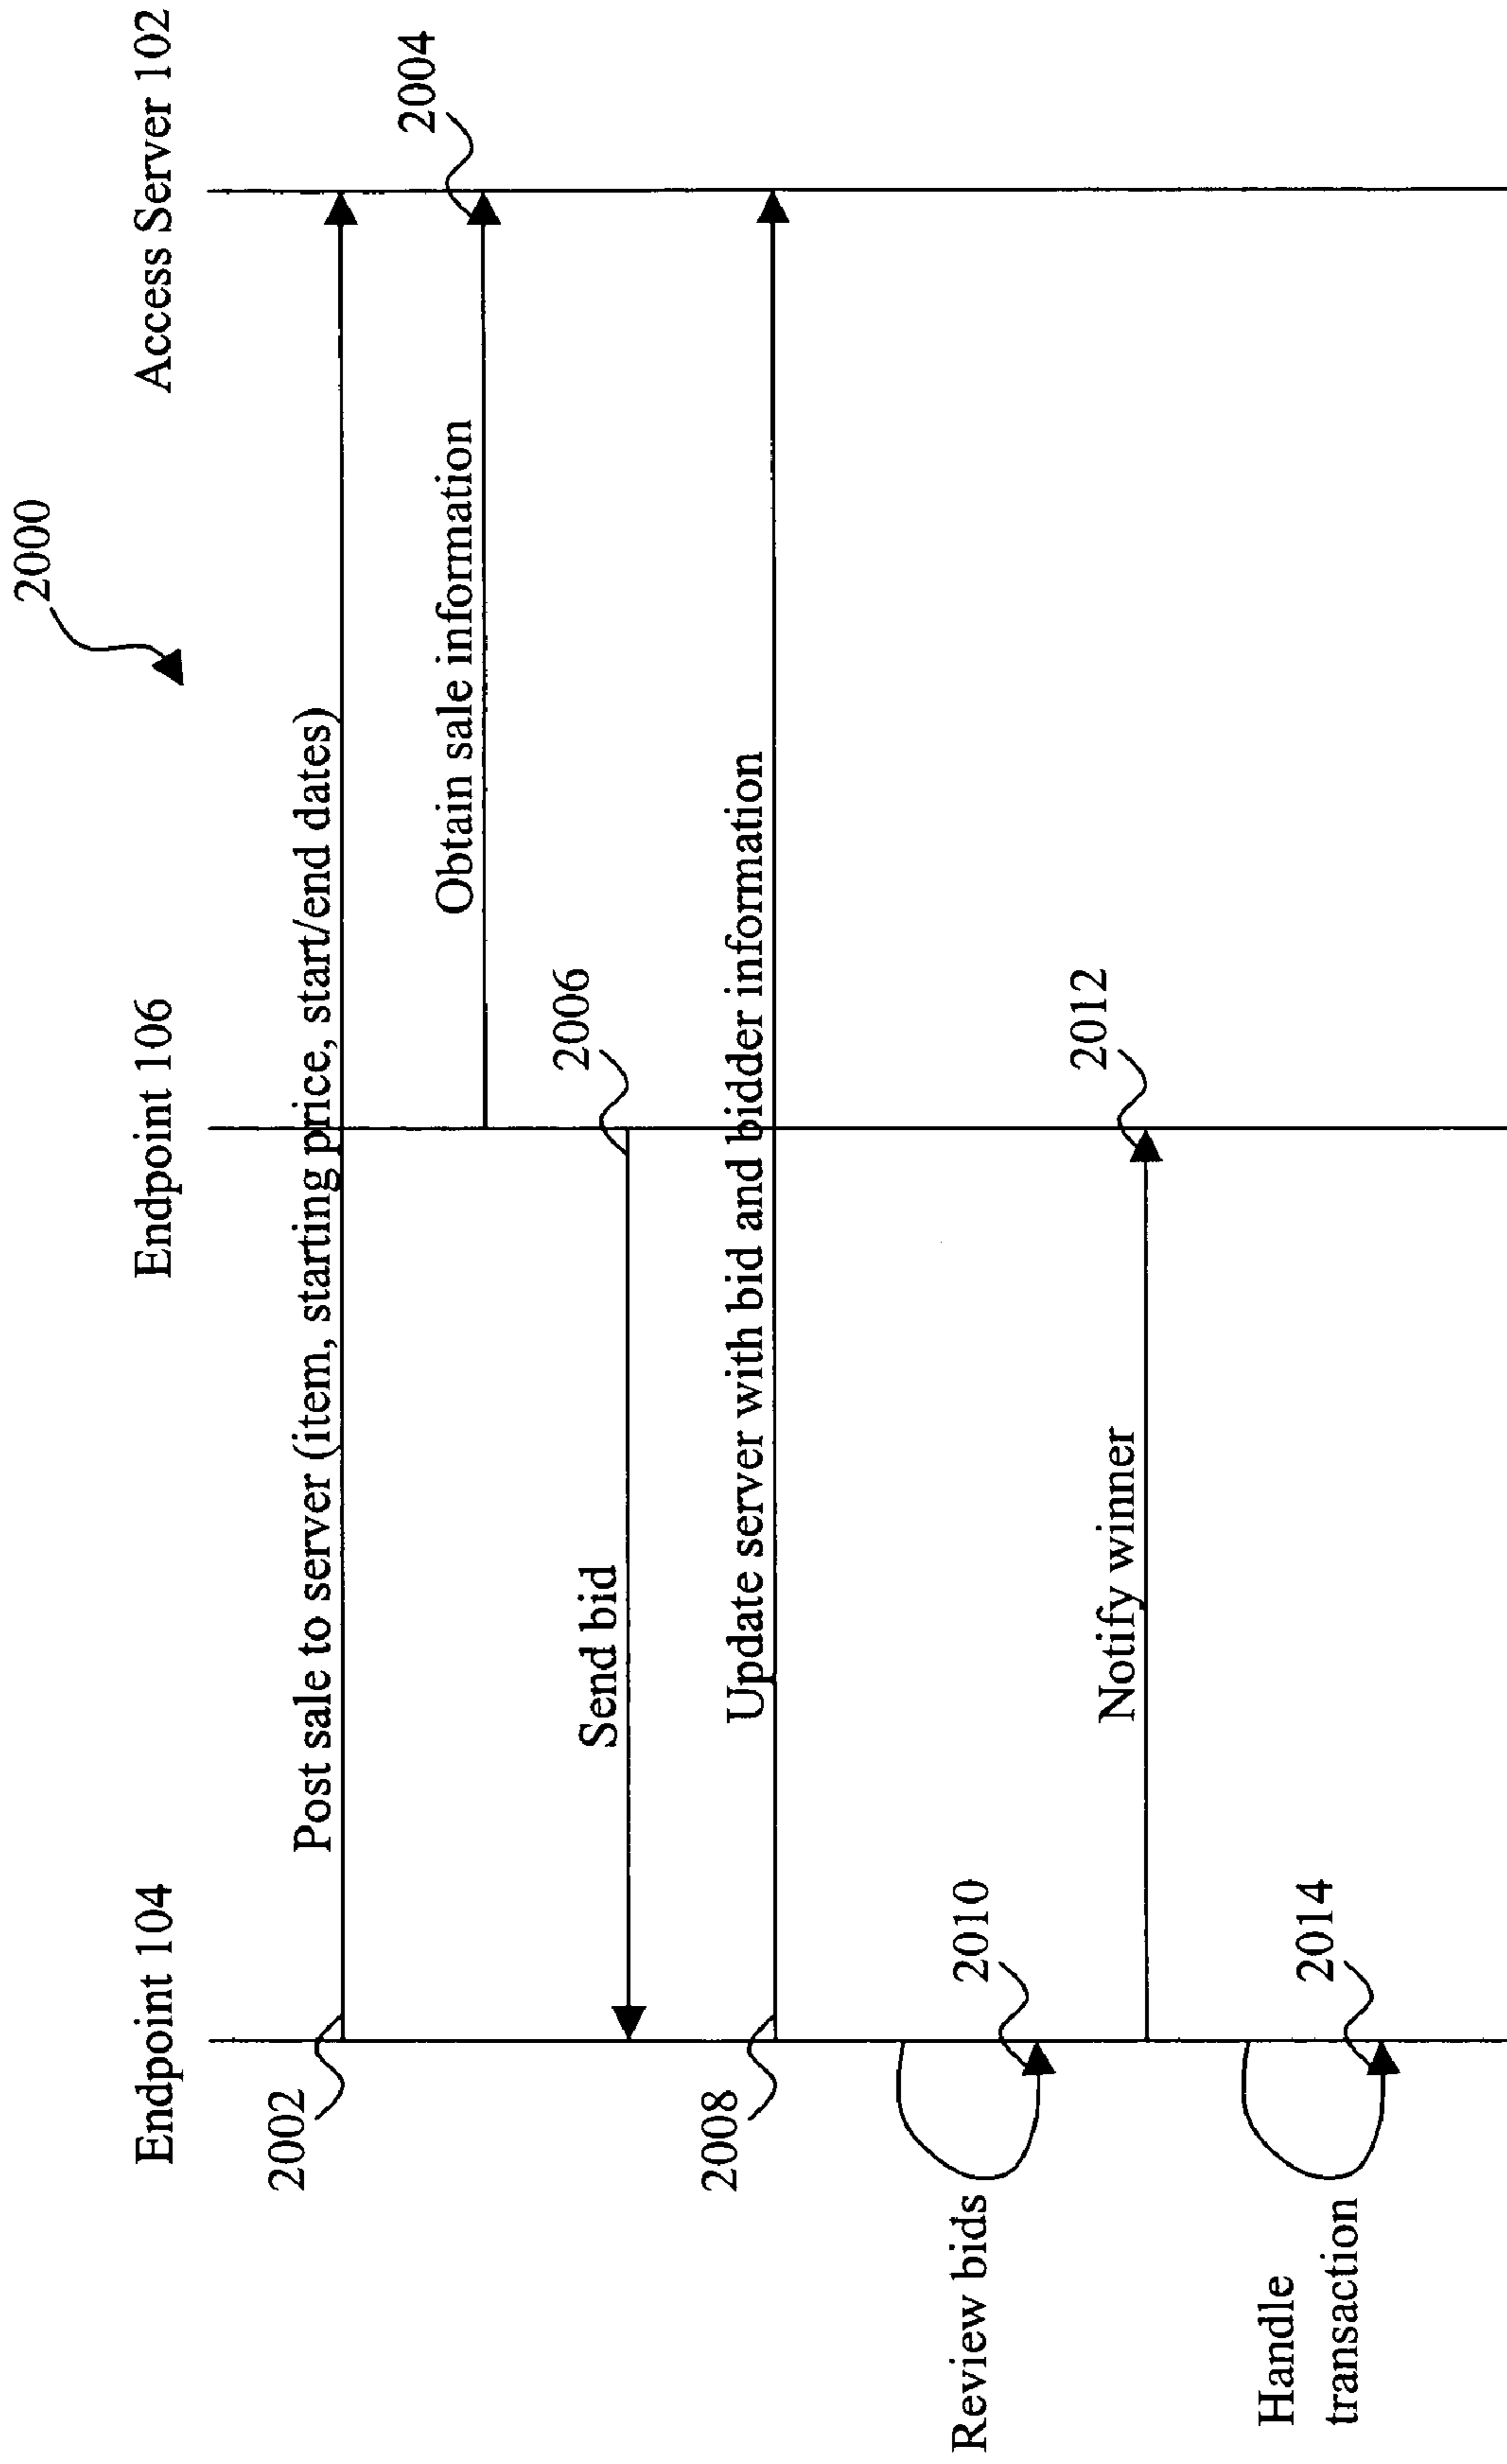 2000
Endpoint 104
Endpoint 106
Access Server 102
2002
Post sale to server (item, starting price, start/end dates)
2004
Obtain sale information
2006
Send bid
2008
Update server with bid and bidder information
2010
Review bids
2012
Notify winner
2014
Handle
transaction